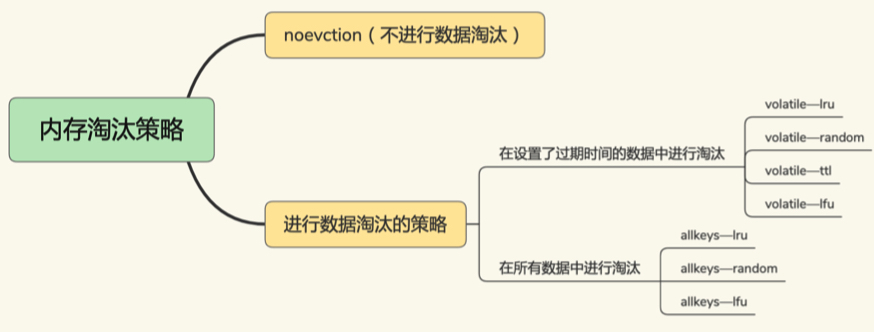 内存淘汰策略
noevction（不进行数据淘汰）
进行数据淘汰的策略
在设置了过期时间的数据中进行淘汰
volatile—lru
volatile—random
volatile—ttl
volatile—lfu
在所有数据中进行淘汰
allkeys—lru
allkeys—random
allkeys—lfu